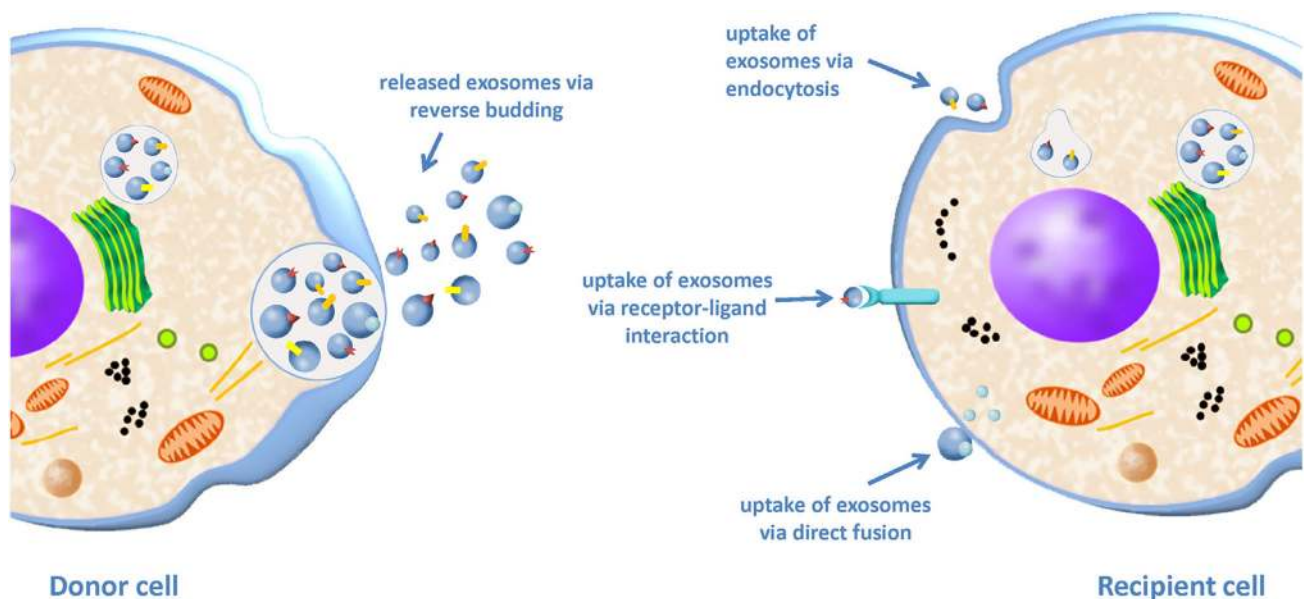 released exosomes via
reverse budding
uptake of
exosomes via
endocytosis
uptake of exosomes
via receptor-ligand
interaction
uptake of exosomes
via direct fusion
Donor cell
Recipient cell